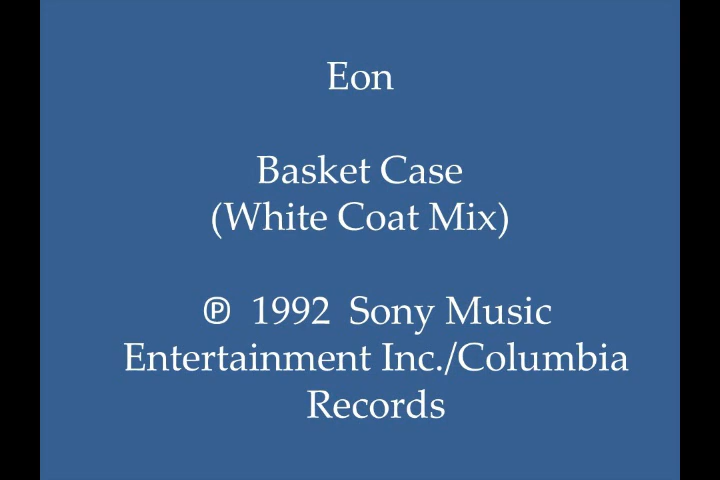 Eon
Basket Case
(White Coat Mix)
℗ 1992 Sony Music
Entertainment Inc./Columbia
Records